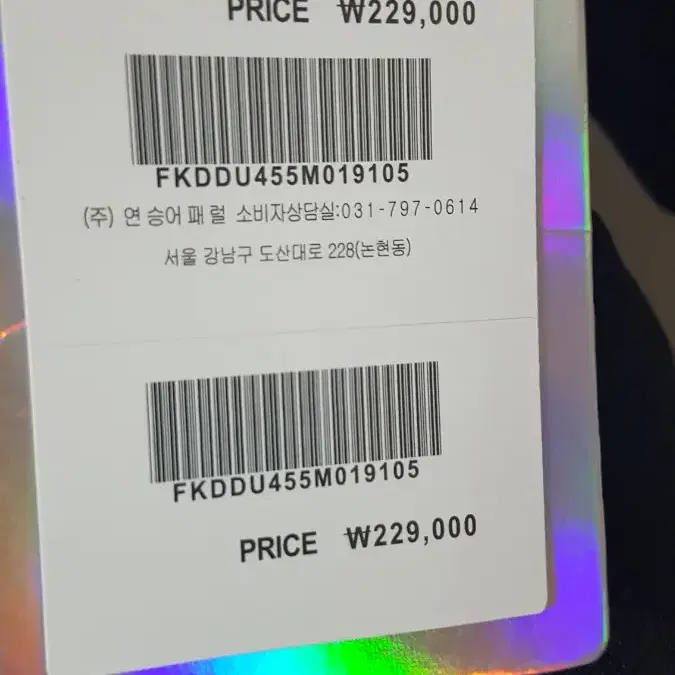 PRICE ₩229,000
FKDDU455M019105
(주) 연승어패럴 소비자상담실:031-797-0614
서울 강남구 도산대로 228(논현동)
FKDDU455M019105
PRICE ₩229,000